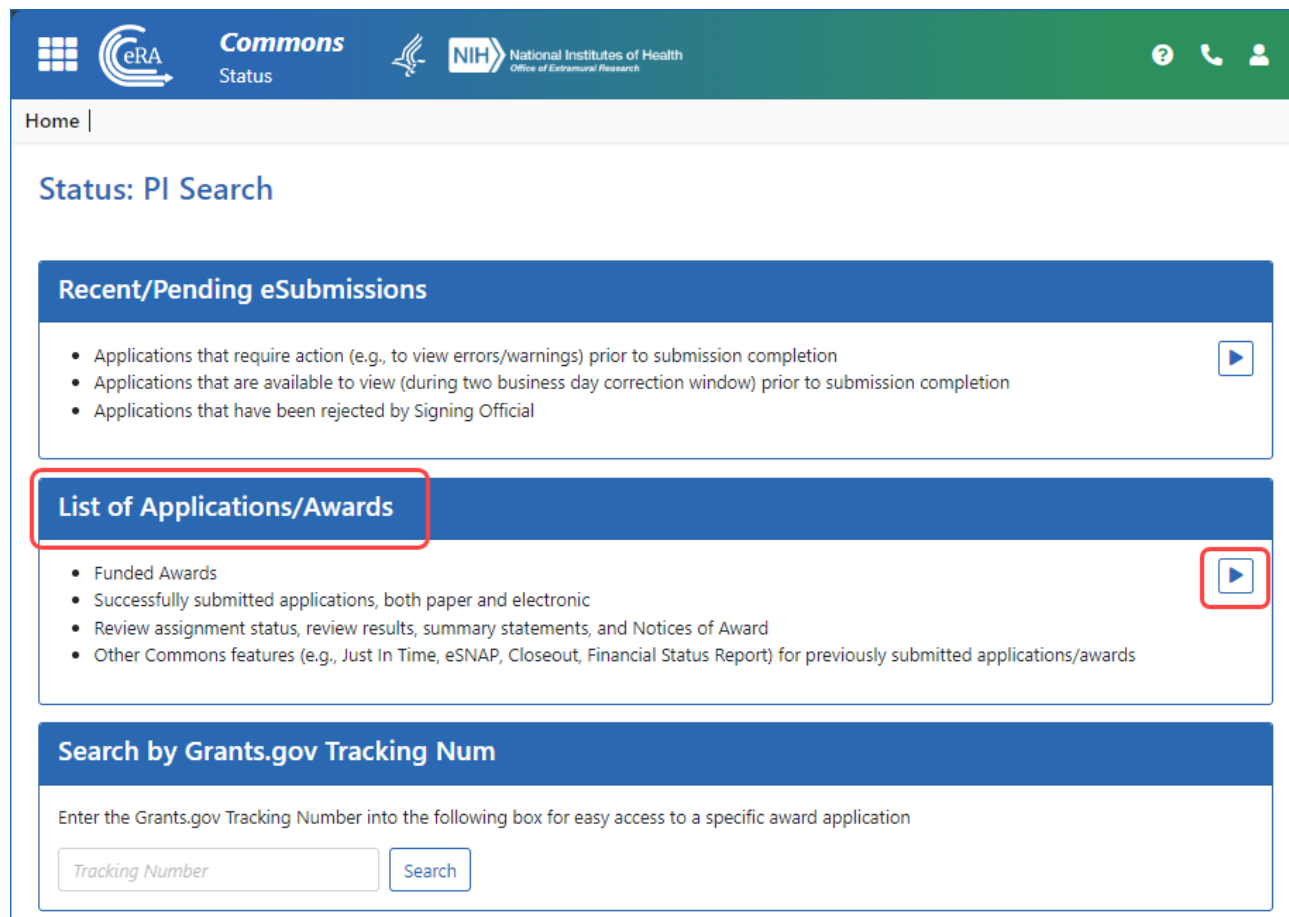 eRA
Commons
Status
NIH
National Institutes of Health
Office of Extramural Research
?
Home |
Status: PI Search
Recent/Pending eSubmissions
• Applications that require action (e.g., to view errors/warnings) prior to submission completion
• Applications that are available to view (during two business day correction window) prior to submission completion
• Applications that have been rejected by Signing Official
List of Applications/Awards
• Funded Awards
• Successfully submitted applications, both paper and electronic
• Review assignment status, review results, summary statements, and Notices of Award
• Other Commons features (e.g., Just In Time, eSNAP, Closeout, Financial Status Report) for previously submitted applications/awards
Search by Grants.gov Tracking Num
Enter the Grants.gov Tracking Number into the following box for easy access to a specific award application
Tracking Number
Search